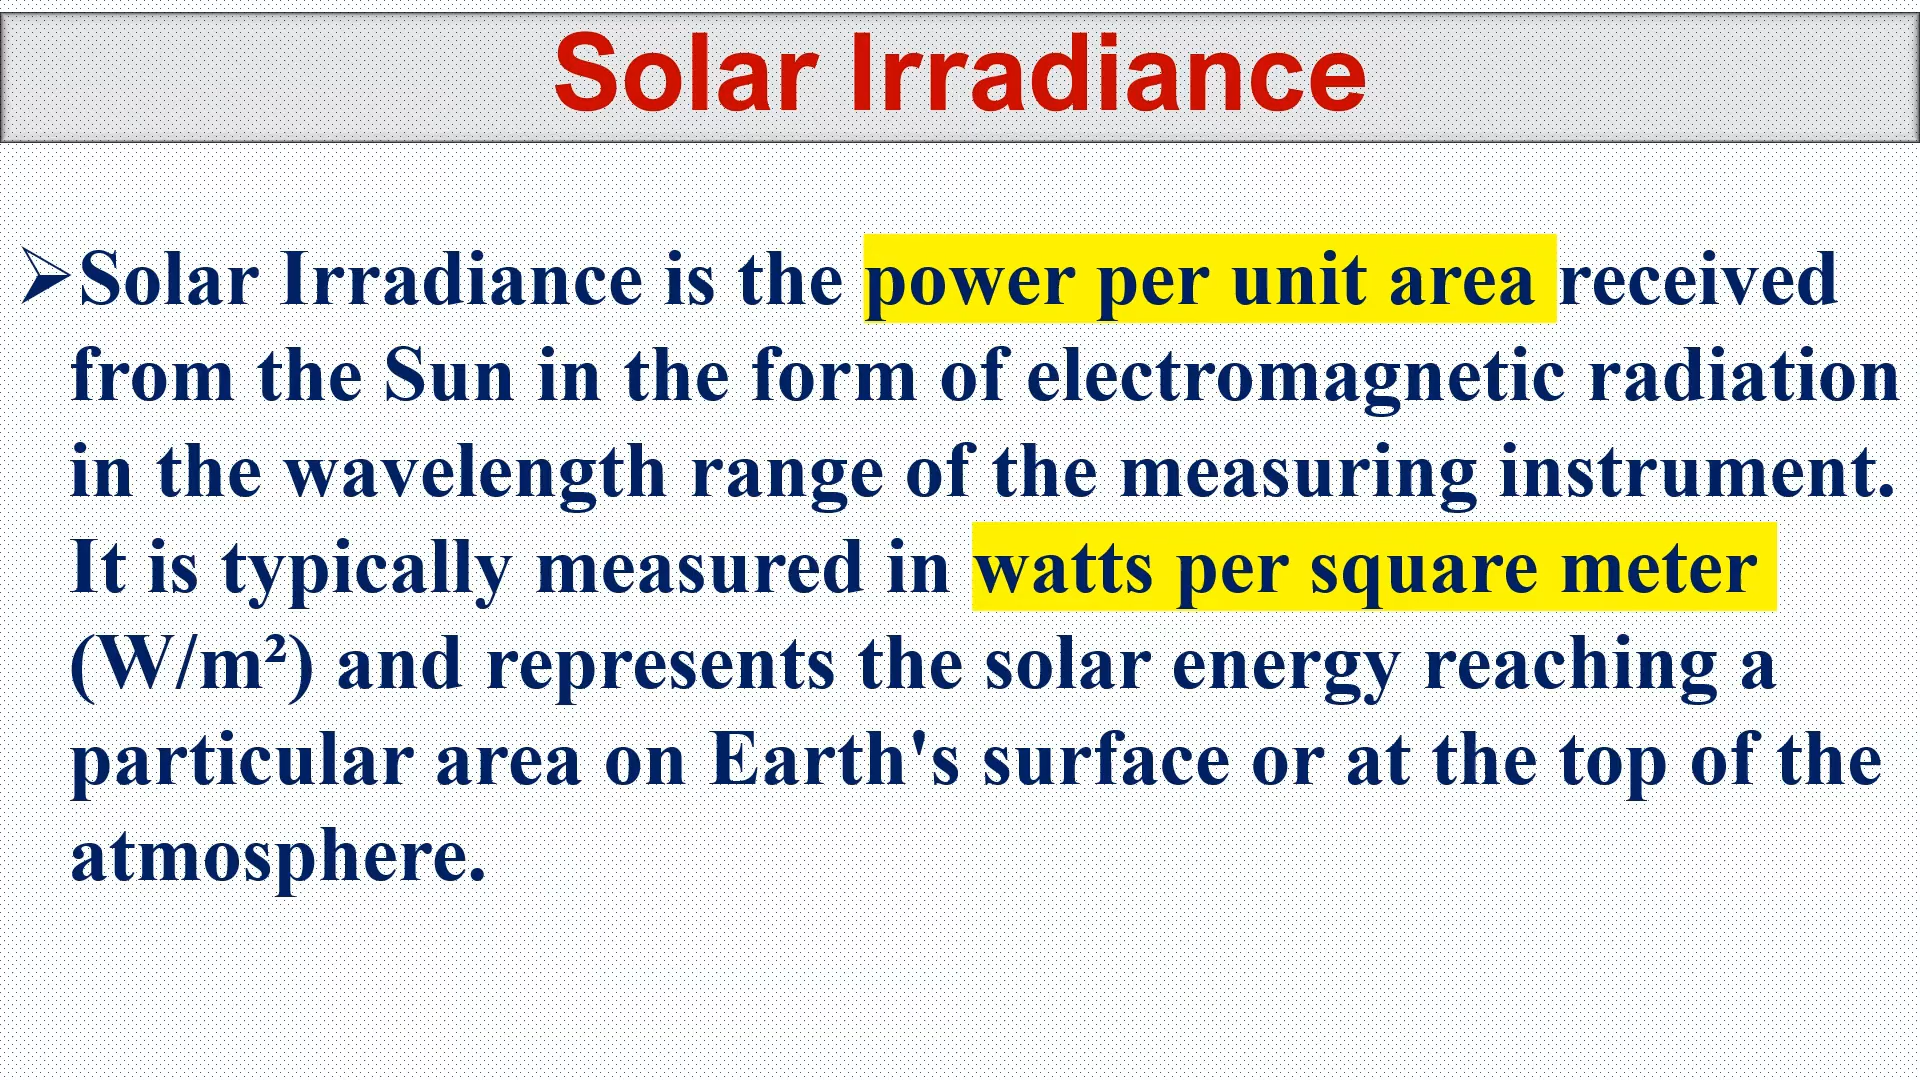 Solar Irradiance
➢Solar Irradiance is the power per unit area received
from the Sun in the form of electromagnetic radiation
in the wavelength range of the measuring instrument.
It is typically measured in watts per square meter
(W/m²) and represents the solar energy reaching a
particular area on Earth's surface or at the top of the
atmosphere.